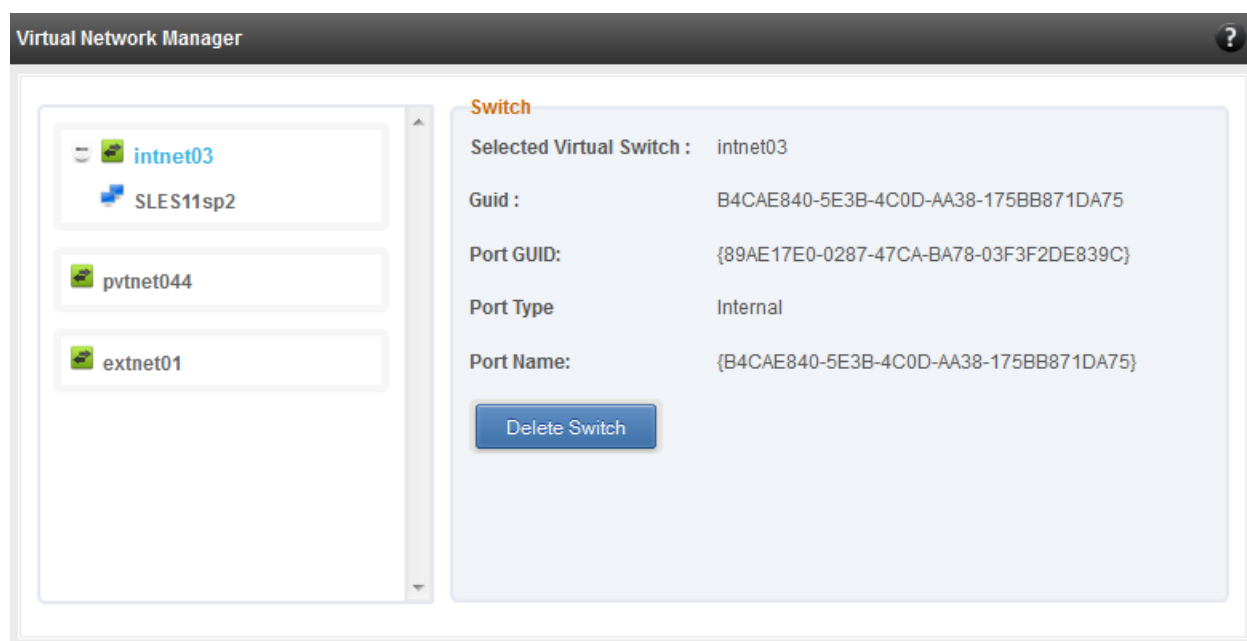 Virtual Network Manager
?
intnet03
SLES11sp2
pvtnet044
extnet01
Switch
Selected Virtual Switch : intnet03
Guid : B4CAE840-5E3B-4C0D-AA38-175BB871DA75
Port GUID: {89AE17E0-0287-47CA-BA78-03F3F2DE839C}
Port Type Internal
Port Name: {B4CAE840-5E3B-4C0D-AA38-175BB871DA75}
Delete Switch